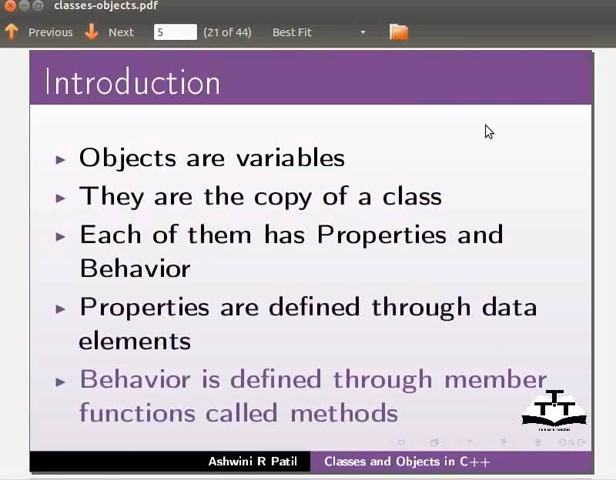 classes-objects.pdf
Previous Next 5 (21 of 44) Best Fit
Introduction
Objects are variables
They are the copy of a class
Each of them has Properties and
Behavior
Properties are defined through data
elements
Behavior is defined through member
functions called methods
Ashwini R Patil Classes and Objects in C++